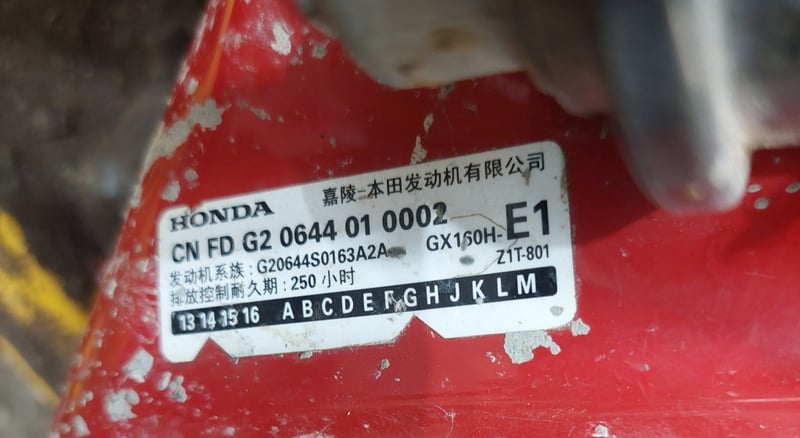 嘉陵-本田发动机有限公司
HONDA
CN FD G2 0644 01 0002
GX160H-E1
发动机系族:G20644S0163A2A
Z1T-801
排放控制耐久期:250 小时
13 14 15 16 A B C D E F G H J K L M